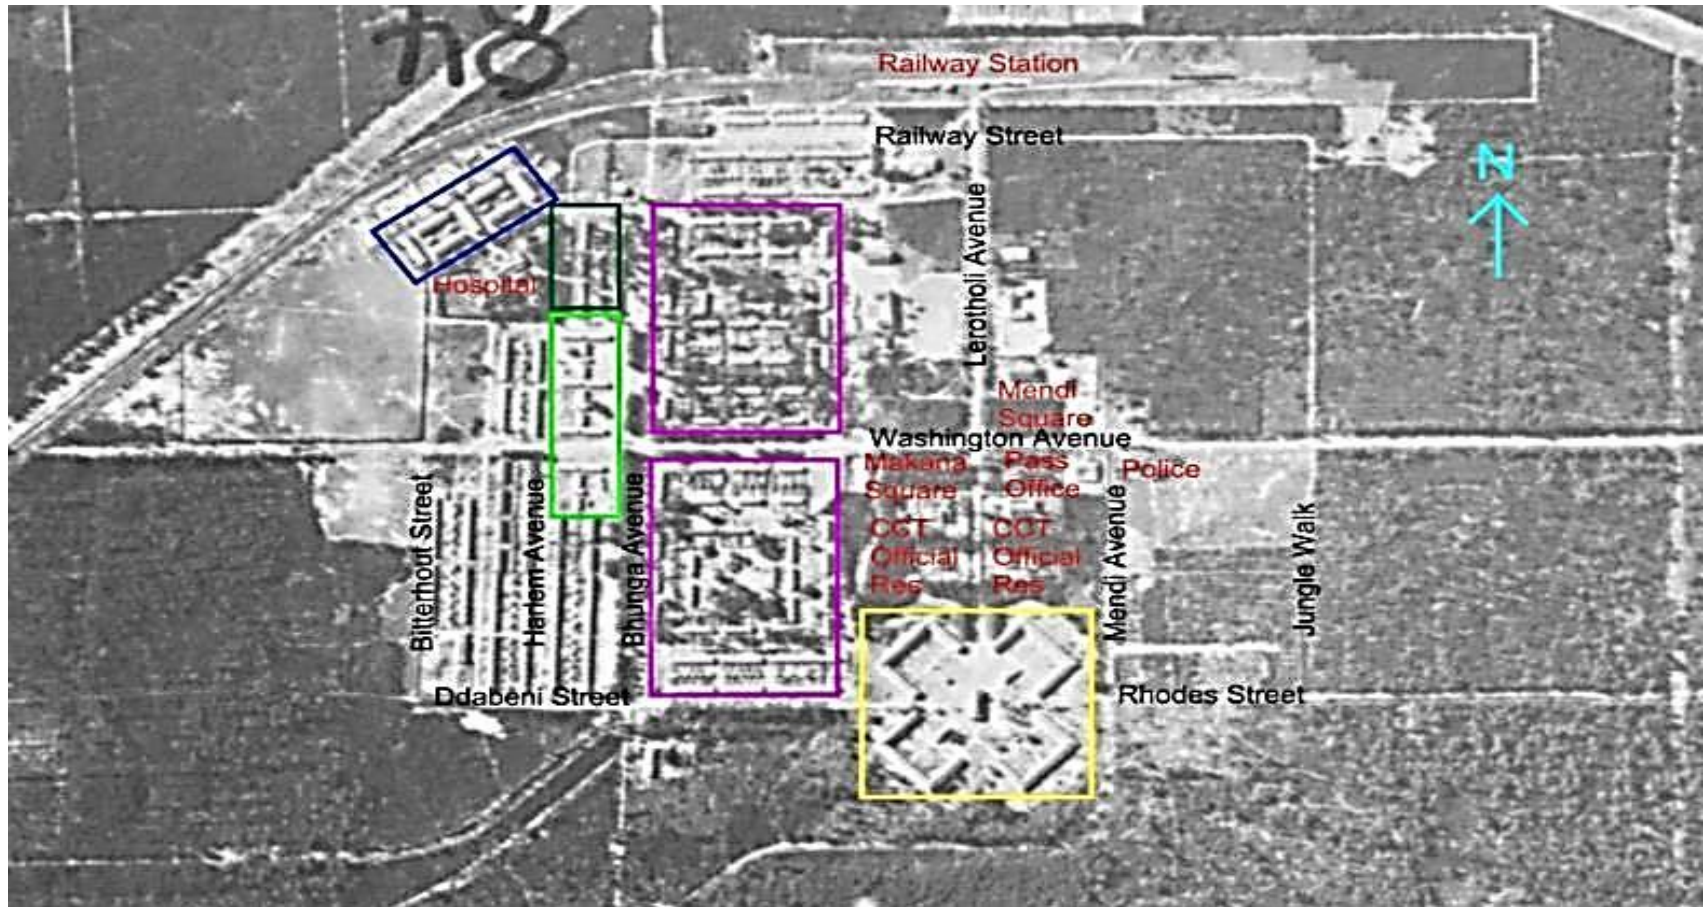 Railway Station
Railway Street
N
Lerotholi Avenue
Hospital
Mendi
Square
Washington Avenue
Makana
Square
Pass
Office
Police
CCT
Official
Res
CCT
Official
Res
Bitterhout Street
Harlem Avenue
Bhunga Avenue
Mendi Avenue
Jungle Walk
Ddabeni Street
Rhodes Street